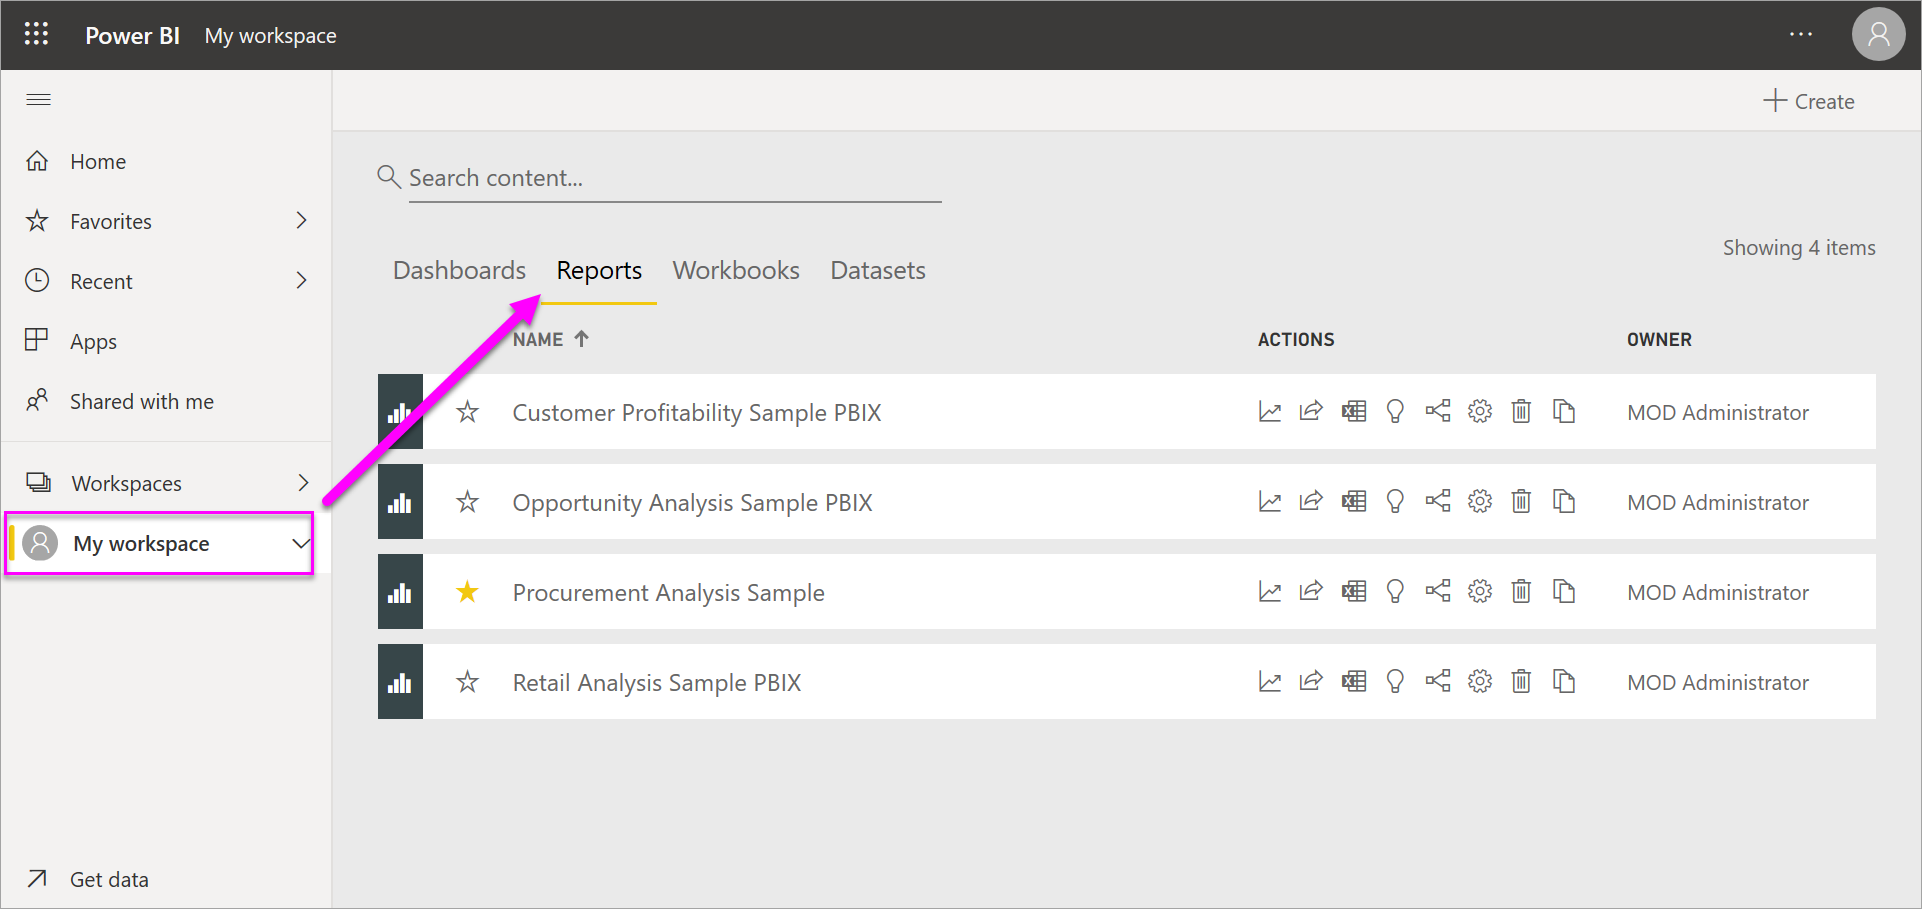 Power BI My workspace ...
Create
Home
Search content...
Favorites
Showing 4 items
Dashboards Reports Workbooks Datasets
Recent
NAME ACTIONS OWNER
Apps
Shared with me
Customer Profitability Sample PBIX MOD Administrator
Workspaces
Opportunity Analysis Sample PBIX MOD Administrator
My workspace
Procurement Analysis Sample MOD Administrator
Retail Analysis Sample PBIX MOD Administrator
Get data